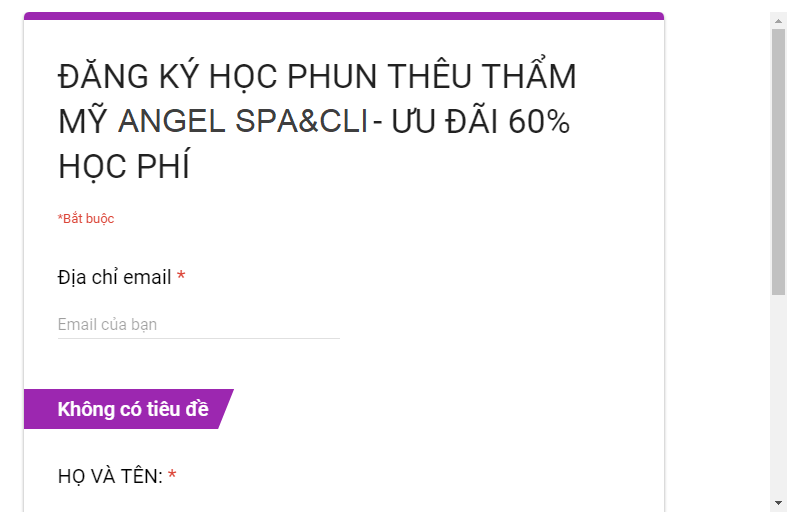 ĐĂNG KÝ HỌC PHUN THÊU THẨM
MỸ ANGEL SPA&CLI- ƯU ĐÃI 60%
HỌC PHÍ
*Bắt buộc
Địa chỉ email *
Email của bạn
Không có tiêu đề
HỌ VÀ TÊN: *